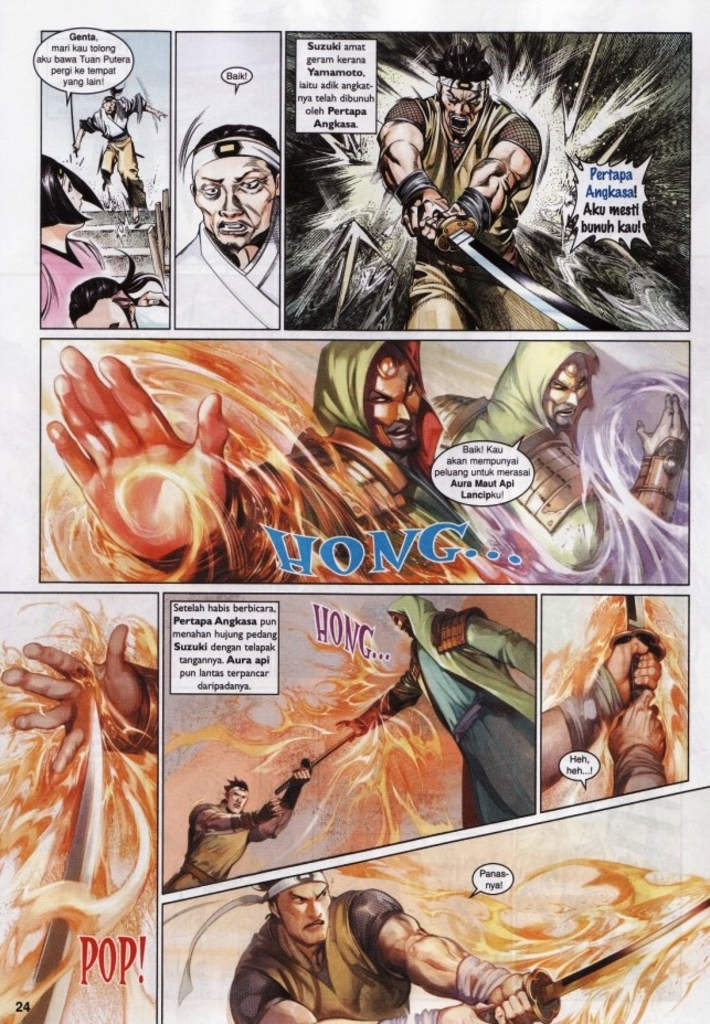 Genta,
mari kau tolong
aku bawa Tuan Putera
pergi ke tempat
yang lain!
Baik!
Suzuki amat
geram kerana
Yamamoto,
iaitu adik angkat-
nya telah dibunuh
oleh Pertapa
Angkasa.
Pertapa
Angkasa!
Aku mesti
bunuh kau!
Baik! Kau
akan mempunyai
peluang untuk merasai
Aura Maut Api
Lancipku!
HONG...
POP!
Setelah habis berbicara,
Pertapa Angkasa pun
menahan hujung pedang
Suzuki dengan telapak
tangannya. Aura api
pun lantas terpancar
daripadanya.
HONG...
Heh,
heh...!
Panas-
nya!
24